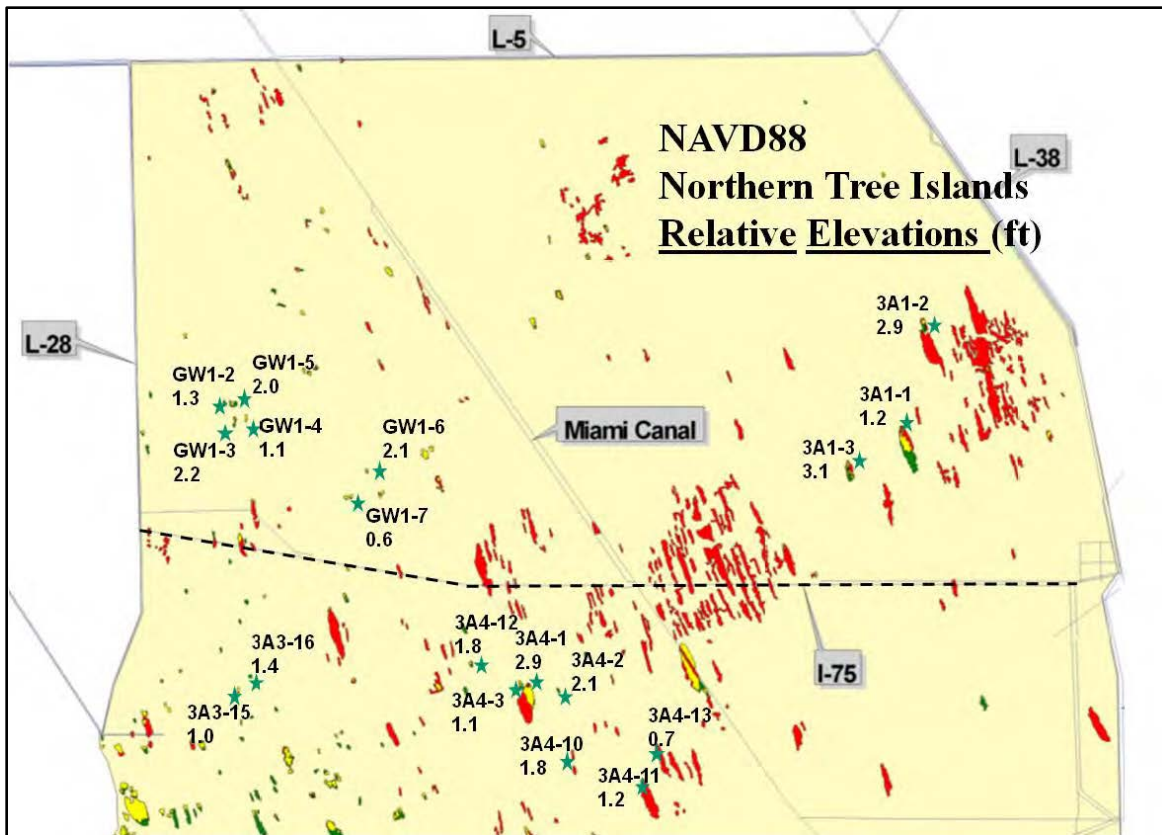 L-5
NAVD88
Northern Tree Islands
Relative Elevations (ft)
L-38
L-28
3A1-2
2.9
GW1-5
2.0
GW1-2
1.3
GW1-4
1.1
GW1-3
2.2
GW1-6
2.1
GW1-7
0.6
Miami Canal
3A1-1
1.2
3A1-3
3.1
3A4-12
1.8
3A4-1
2.9
3A4-2
2.1
3A3-16
1.4
3A3-15
1.0
3A4-3
1.1
I-75
3A4-13
0.7
3A4-10
1.8
3A4-11
1.2